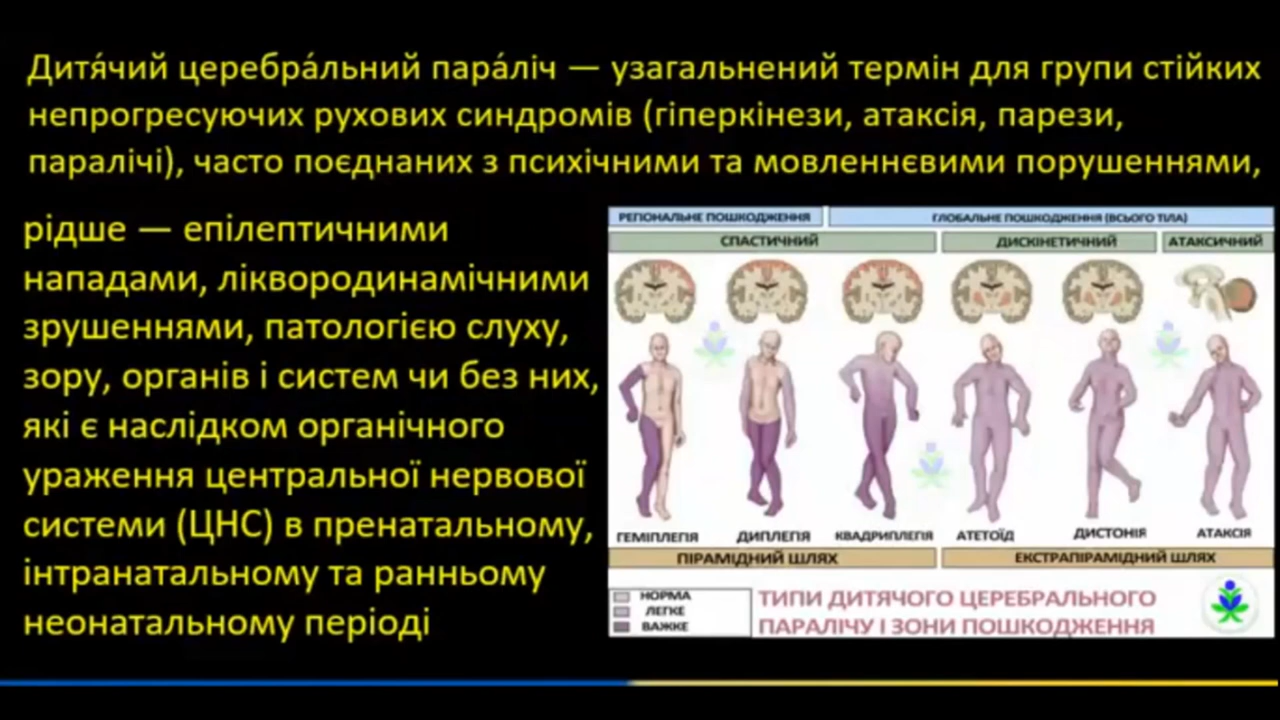 Дитя́чий церебра́льний пара́ліч — узагальнений термін для групи стійких
непрогресуючих рухових синдромів (гіперкінези, атаксія, парези,
паралічі), часто поєднаних з психічними та мовленнєвими порушеннями,
рідше — епілептичними
нападами, ліквородинамічними
зрушеннями, патологією слуху,
зору, органів і систем чи без них,
які є наслідком органічного
ураження центральної нервової
системи (ЦНС) в пренатальному,
інтранатальному та ранньому
неонатальному періоді
РЕГІОНАЛЬНЕ ПОШКОДЖЕННЯ
ГЛОБАЛЬНЕ ПОШКОДЖЕННЯ (ВСЬОГО ТІЛА)
СПАСТИЧНИЙ
ДИСКІНЕТИЧНИЙ
АТАКСИЧНИЙ
ГЕМІПЛЕГІЯ
ДИПЛЕГІЯ
КВАДРИПЛЕГІЯ
АТЕТОЇД
ДИСТОНІЯ
АТАКСІЯ
ПІРАМІДНИЙ ШЛЯХ
ЕКСТРАПІРАМІДНИЙ ШЛЯХ
НОРМА
ЛЕГКЕ
ВАЖКЕ
ТИПИ ДИТЯЧОГО ЦЕРЕБРАЛЬНОГО
ПАРАЛІЧУ І ЗОНИ ПОШКОДЖЕННЯ